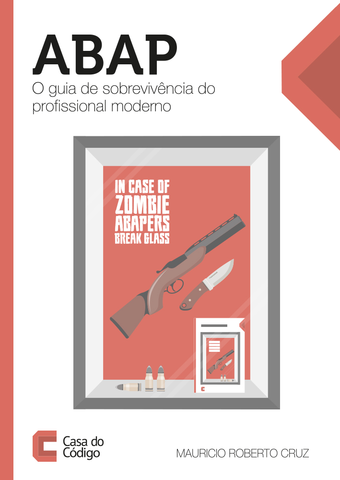 ABAP
O guia de sobrevivência do
profissional moderno
IN CASE OF
ZOMBIE
ABAPERS
BREAK GLASS
Casa do
Código
MAURICIO ROBERTO CRUZ